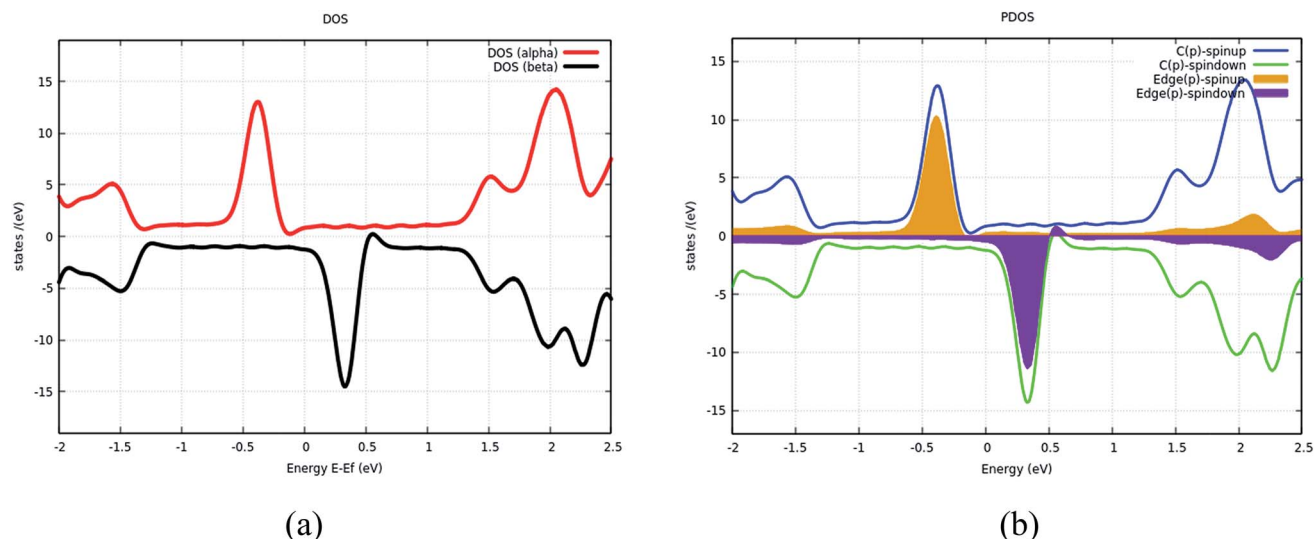 DOS
DOS (alpha)
DOS (beta)
states /(eV)
15
10
5
0
-5
-10
-15
-2 -1.5 -1 -0.5 0 0.5 1 1.5 2 2.5
Energy E-Ef (eV)
(a)
PDOS
C(p)-spinup
C(p)-spindown
Edge(p)-spinup
Edge(p)-spindown
states /(eV)
15
10
5
0
-5
-10
-15
-2 -1.5 -1 -0.5 0 0.5 1 1.5 2 2.5
Energy (eV)
(b)